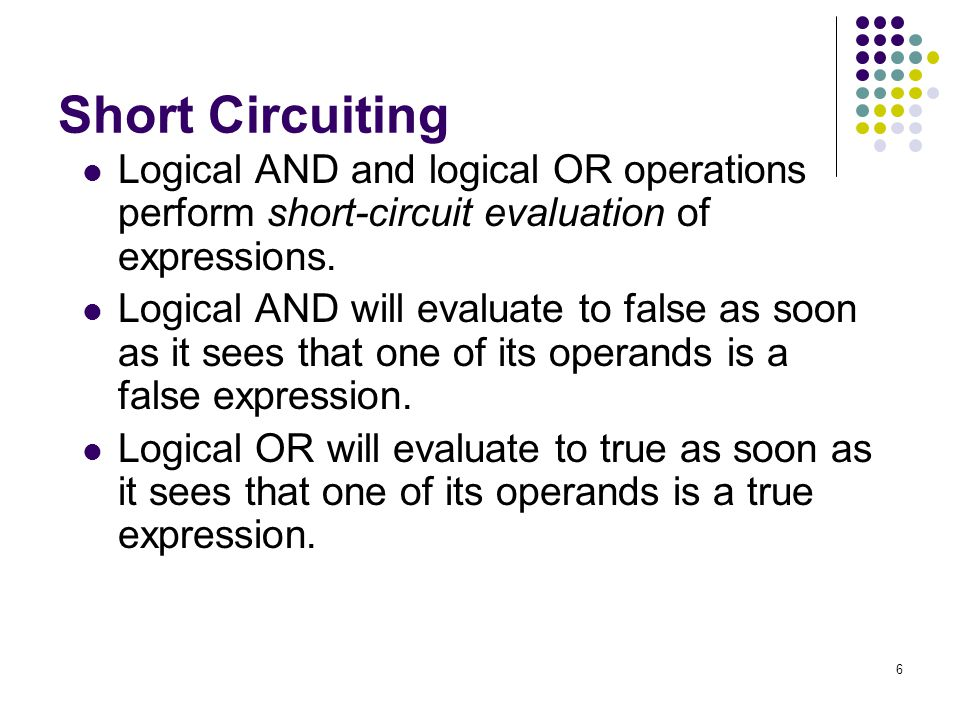 Short Circuiting
Logical AND and logical OR operations
perform short-circuit evaluation of
expressions.
Logical AND will evaluate to false as soon
as it sees that one of its operands is a
false expression.
Logical OR will evaluate to true as soon as
it sees that one of its operands is a true
expression.
6